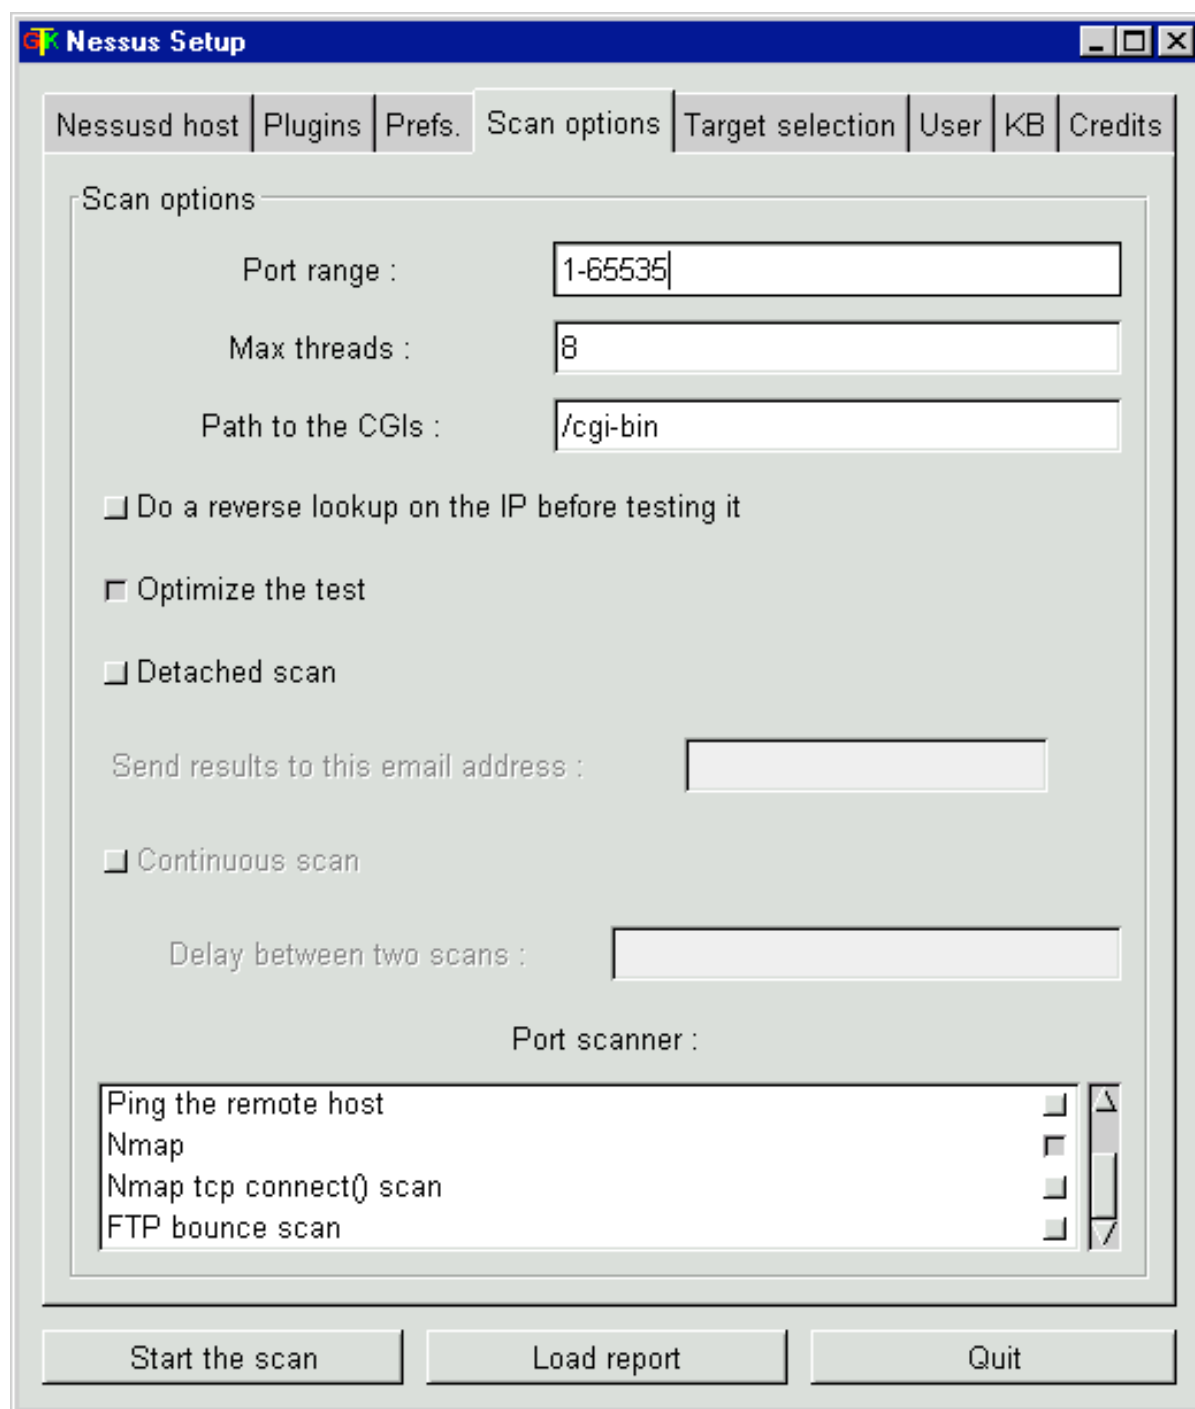 GTK Nessus Setup
Nessusd host Plugins Prefs. Scan options Target selection User KB Credits
Scan options
Port range : 1-65535
Max threads : 8
Path to the CGIs : /cgi-bin
Do a reverse lookup on the IP before testing it
Optimize the test
Detached scan
Send results to this email address :
Continuous scan
Delay between two scans :
Port scanner :
Ping the remote host
Nmap
Nmap tcp connect() scan
FTP bounce scan
Start the scan Load report Quit